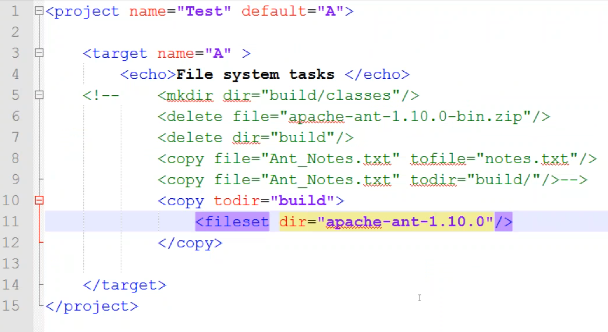 1 <project name="Test" default="A">
2
3 <target name="A" >
4 <echo>File system tasks </echo>
5 <!-- <mkdir dir="build/classes"/>
6 <delete file="apache-ant-1.10.0-bin.zip"/>
7 <delete dir="build"/>
8 <copy file="Ant_Notes.txt" tofile="notes.txt"/>
9 <copy file="Ant_Notes.txt" todir="build/"/>-->
10 <copy todir="build">
11 <fileset dir="apache-ant-1.10.0"/>
12 </copy>
13
14 </target>
15 </project>